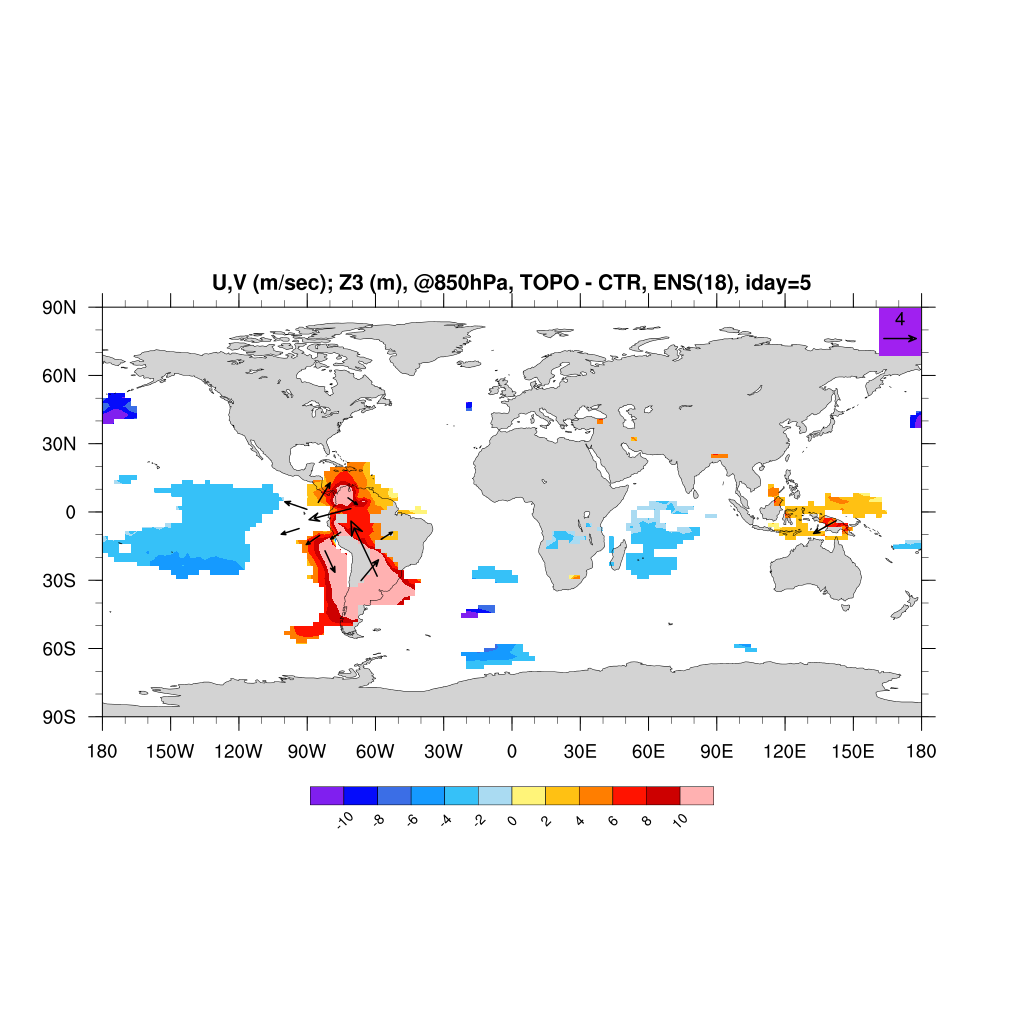 U,V (m/sec); Z3 (m), @850hPa, TOPO - CTR, ENS(18), iday=5
90N
4
60N
30N
0
30S
60S
90S
180 150W 120W 90W 60W 30W 0 30E 60E 90E 120E 150E 180
-10 -8 -6 -4 -2 0 2 4 6 8 10